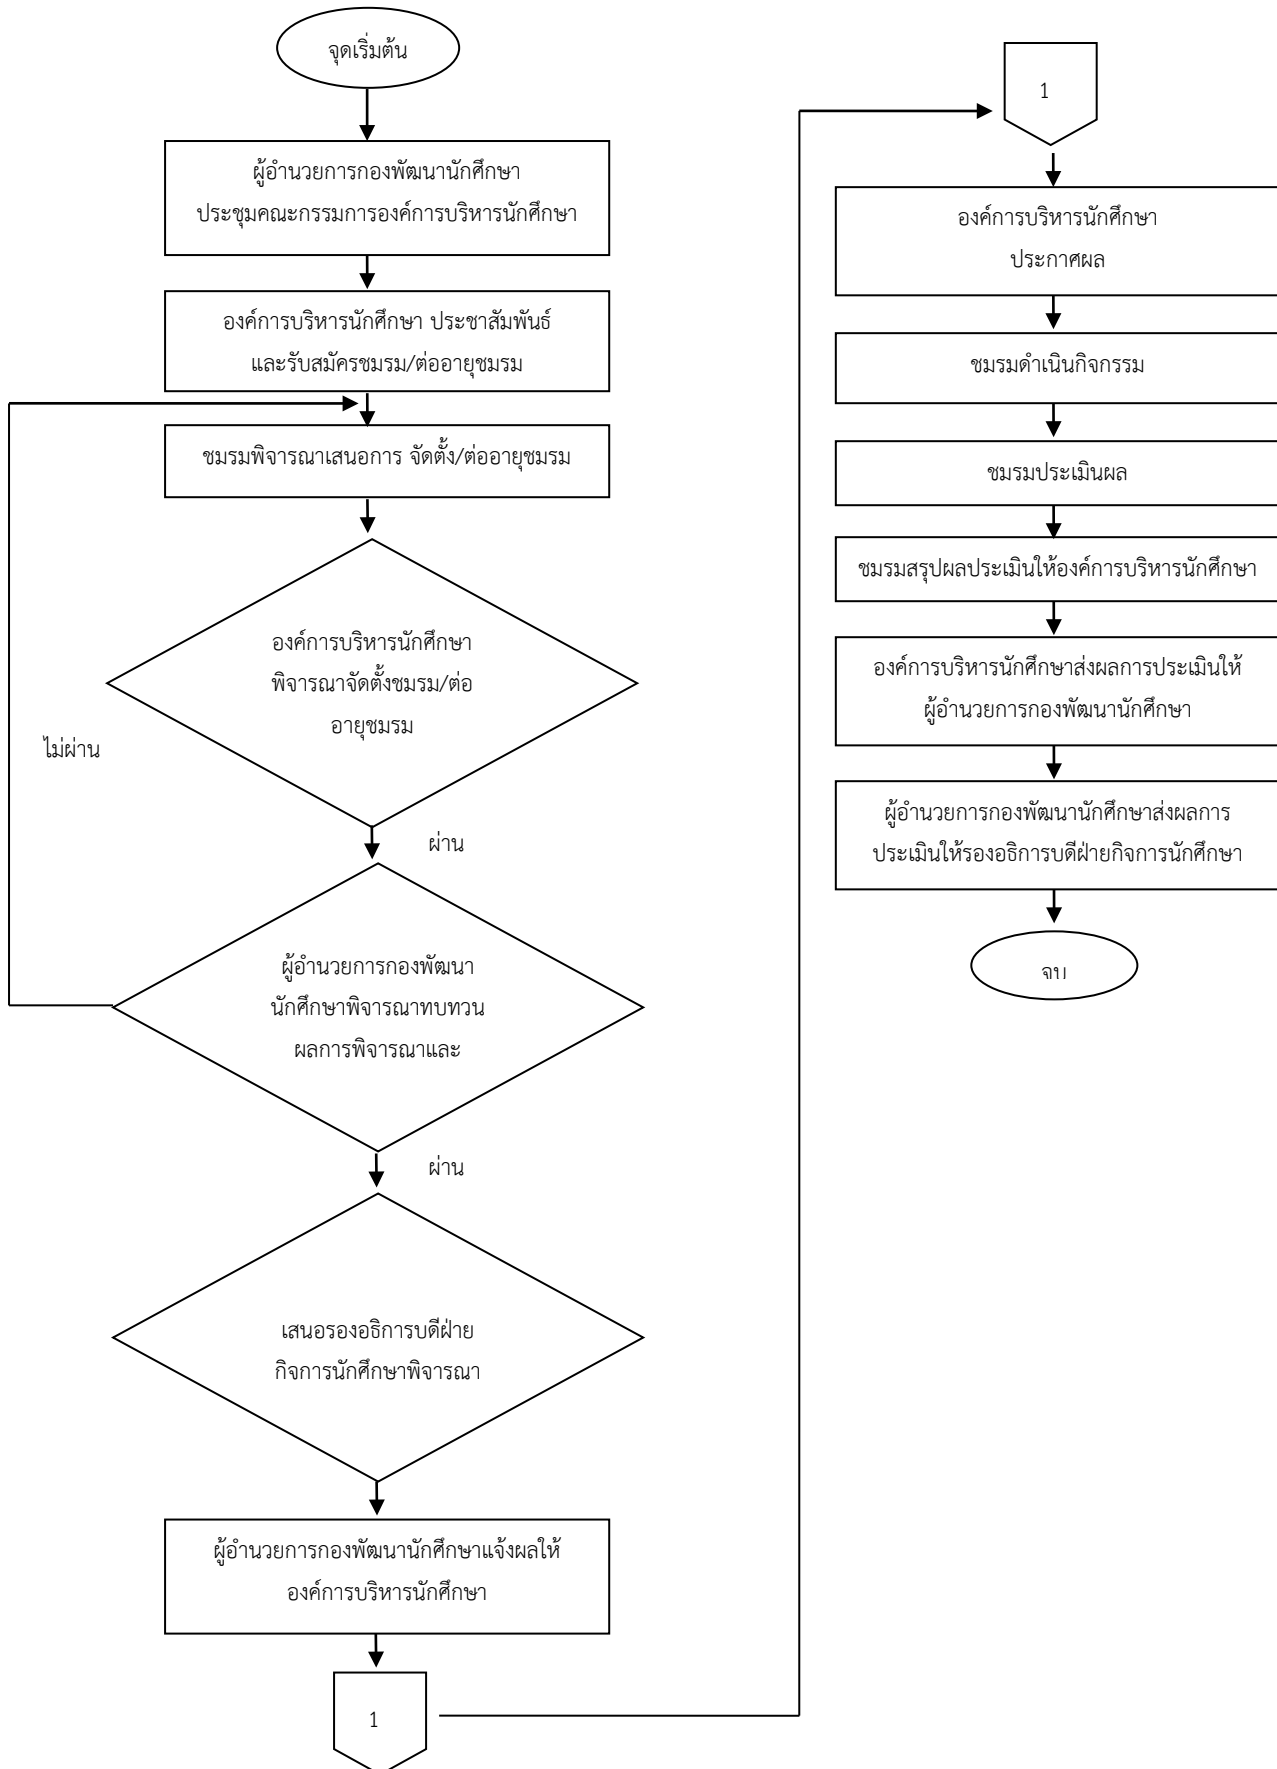 จุดเริ่มต้น
ผู้อำนวยการกองพัฒนานักศึกษา
ประชุมคณะกรรมการองค์การบริหารนักศึกษา
องค์การบริหารนักศึกษา ประชาสัมพันธ์
และรับสมัครชมรม/ต่ออายุชมรม
ชมรมพิจารณาเสนอการ จัดตั้ง/ต่ออายุชมรม
องค์การบริหารนักศึกษา
พิจารณาจัดตั้งชมรม/ต่อ
อายุชมรม
ไม่ผ่าน
ผ่าน
ผู้อำนวยการกองพัฒนา
นักศึกษาพิจารณาทบทวน
ผลการพิจารณาและ
ผ่าน
เสนอรองอธิการบดีฝ่าย
กิจการนักศึกษาพิจารณา
ผู้อำนวยการกองพัฒนานักศึกษาแจ้งผลให้
องค์การบริหารนักศึกษา
1
1
องค์การบริหารนักศึกษา
ประกาศผล
ชมรมดำเนินกิจกรรม
ชมรมประเมินผล
ชมรมสรุปผลประเมินให้องค์การบริหารนักศึกษา
องค์การบริหารนักศึกษาส่งผลการประเมินให้
ผู้อำนวยการกองพัฒนานักศึกษา
ผู้อำนวยการกองพัฒนานักศึกษาส่งผลการ
ประเมินให้รองอธิการบดีฝ่ายกิจการนักศึกษา
จบ